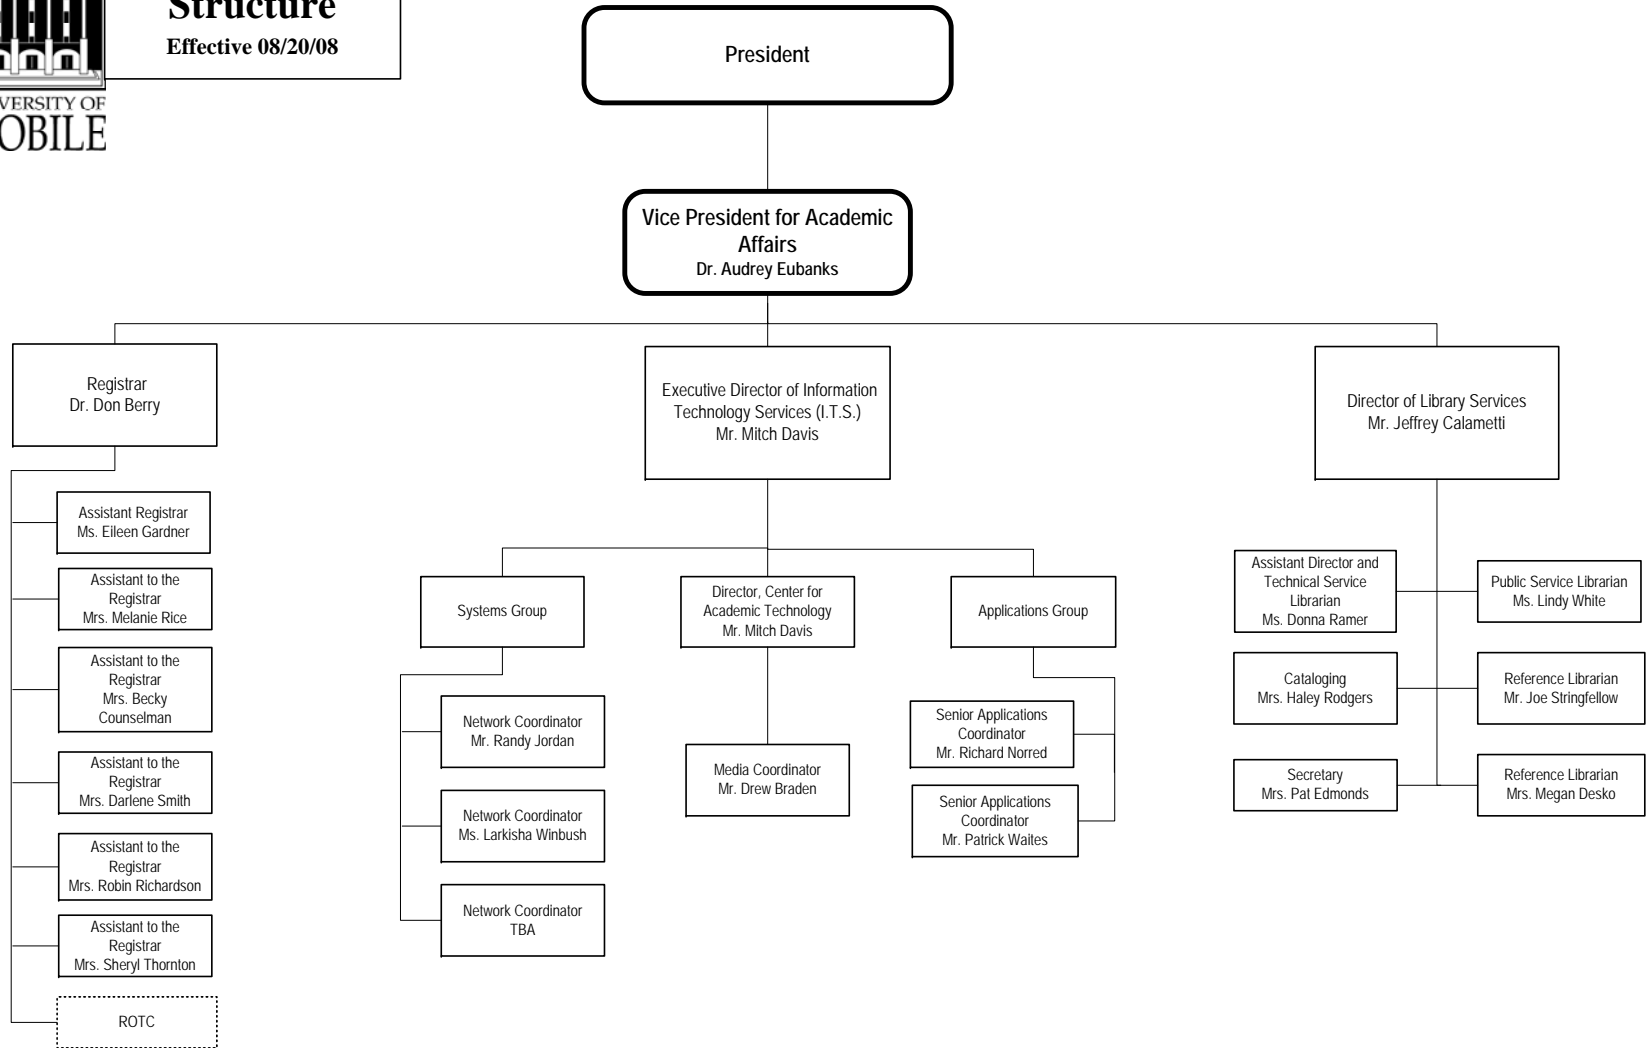 Structure
Effective 08/20/08
VERSITY OF
OBILE
President
Vice President for Academic
Affairs
Dr. Audrey Eubanks
Registrar
Dr. Don Berry
Executive Director of Information
Technology Services (I.T.S.)
Mr. Mitch Davis
Director of Library Services
Mr. Jeffrey Calametti
Assistant Registrar
Ms. Eileen Gardner
Assistant to the
Registrar
Mrs. Melanie Rice
Assistant to the
Registrar
Mrs. Becky
Counselman
Assistant to the
Registrar
Mrs. Darlene Smith
Assistant to the
Registrar
Mrs. Robin Richardson
Assistant to the
Registrar
Mrs. Sheryl Thornton
ROTC
Systems Group
Network Coordinator
Mr. Randy Jordan
Network Coordinator
Ms. Larkisha Winbush
Network Coordinator
TBA
Director, Center for
Academic Technology
Mr. Mitch Davis
Media Coordinator
Mr. Drew Braden
Applications Group
Senior Applications
Coordinator
Mr. Richard Norred
Senior Applications
Coordinator
Mr. Patrick Waites
Assistant Director and
Technical Service
Librarian
Ms. Donna Ramer
Public Service Librarian
Ms. Lindy White
Cataloging
Mrs. Haley Rodgers
Reference Librarian
Mr. Joe Stringfellow
Secretary
Mrs. Pat Edmonds
Reference Librarian
Mrs. Megan Desko